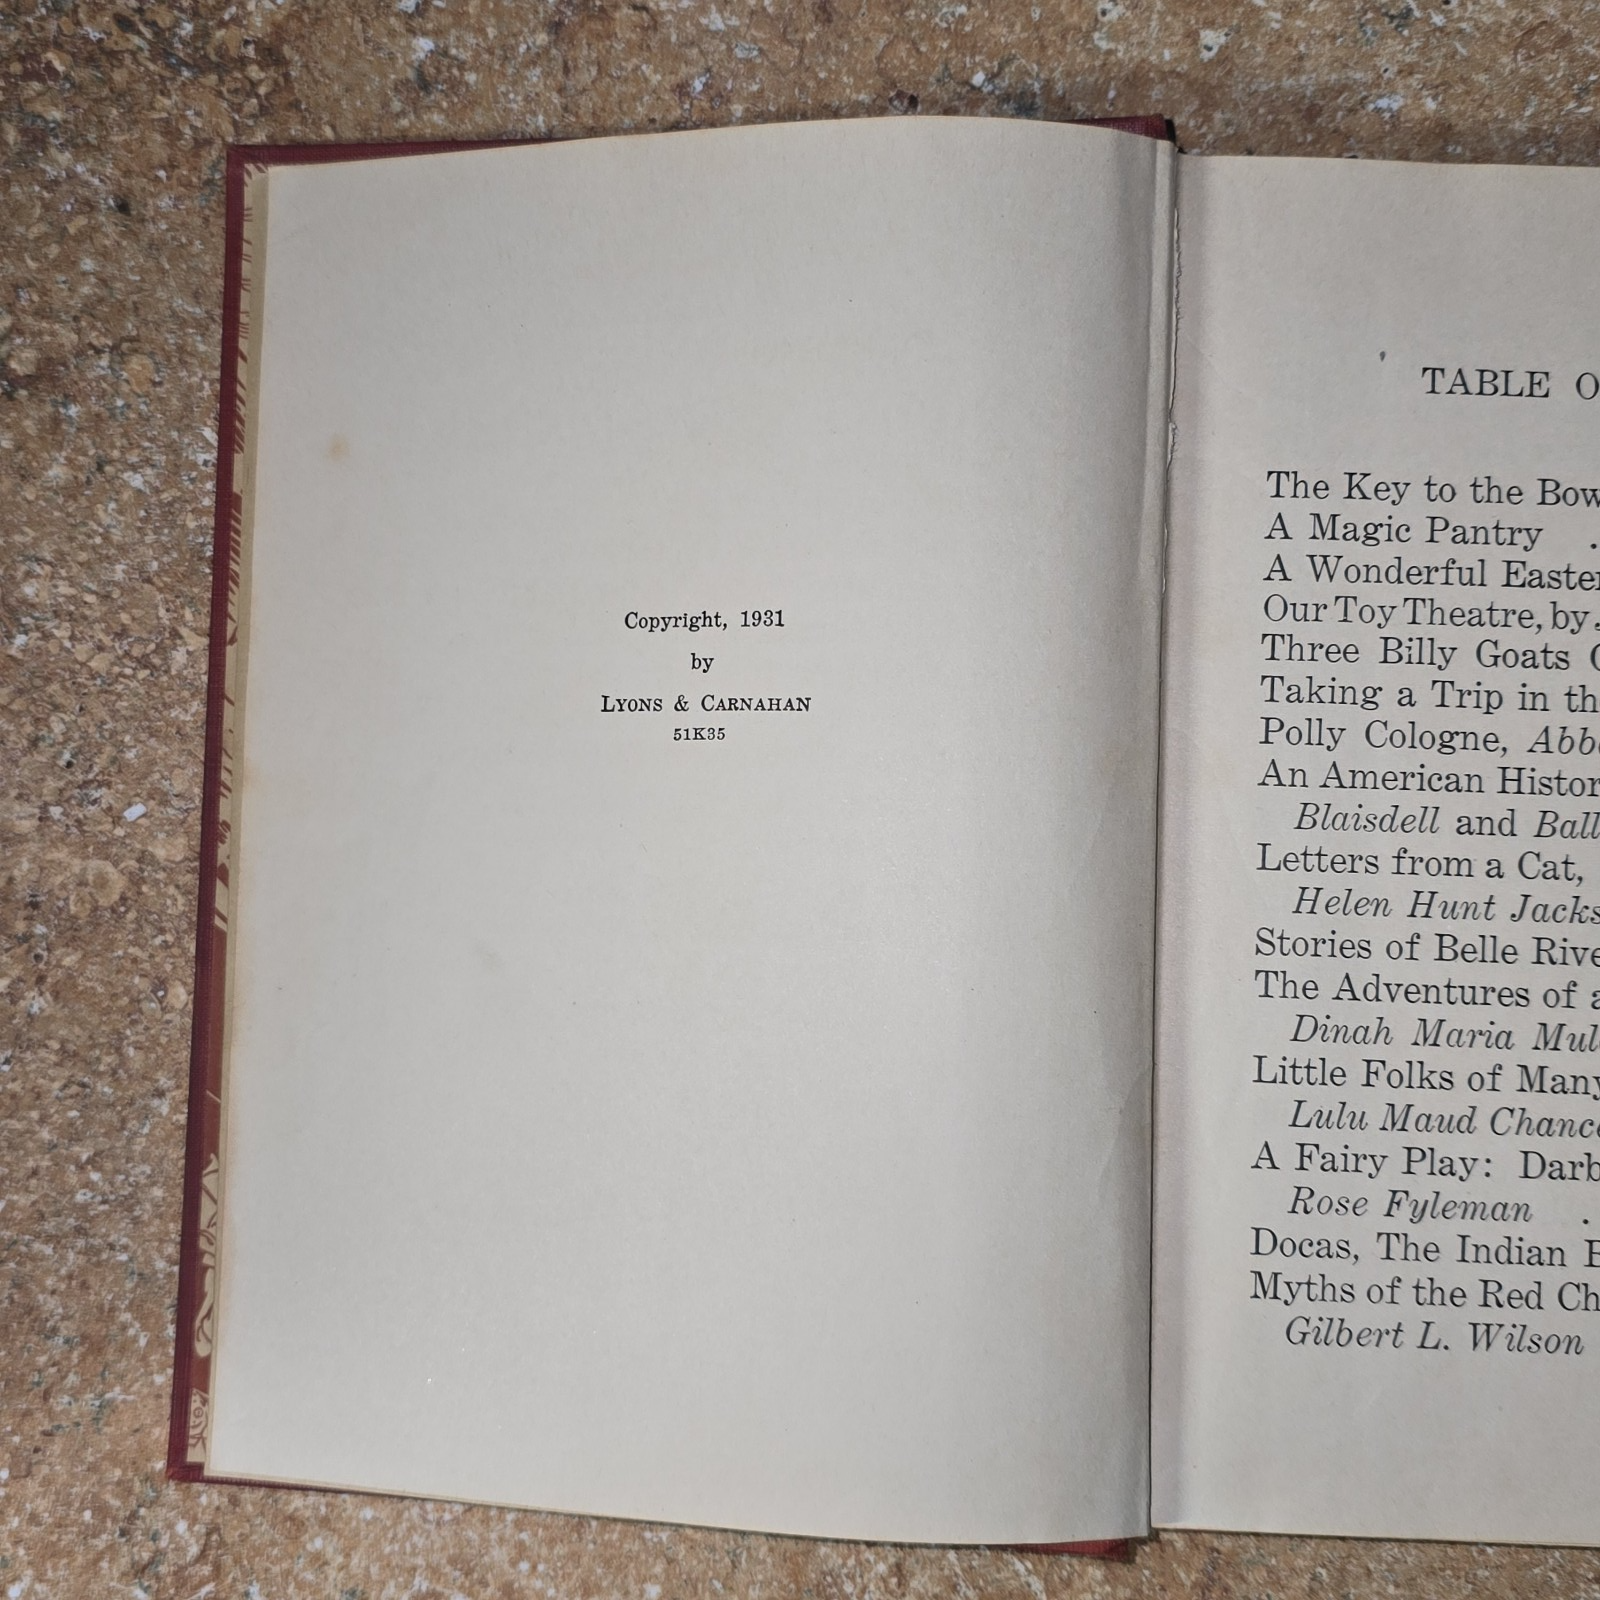 Copyright, 1931
by
LYONS & CARNAHAN
51K35
TABLE
The Key to the
A Magic Pantry .
A Wonderful
Our Toy Theatre, by
Three Billy Goats
Taking a Trip in
Polly Cologne,
An American
Blaisdell and
Letters from a Cat,
Helen Hunt
Stories of Belle
The Adventures of
Dinah Maria
Little Folks of
Lulu Maud
A Fairy Play:
Rose Fyleman .
Docas, The Indian
Myths of the Red
Gilbert L. Wilson